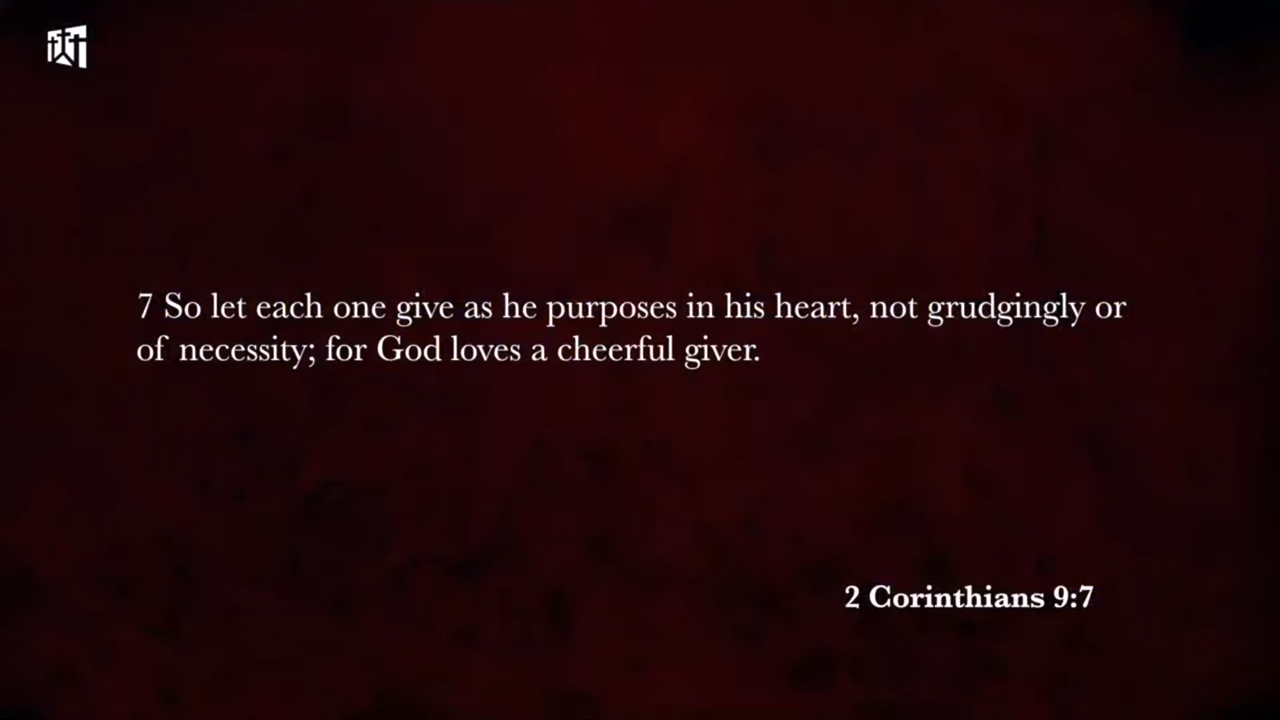 7 So let each one give as he purposes in his heart, not grudgingly or
of necessity; for God loves a cheerful giver.
2 Corinthians 9:7